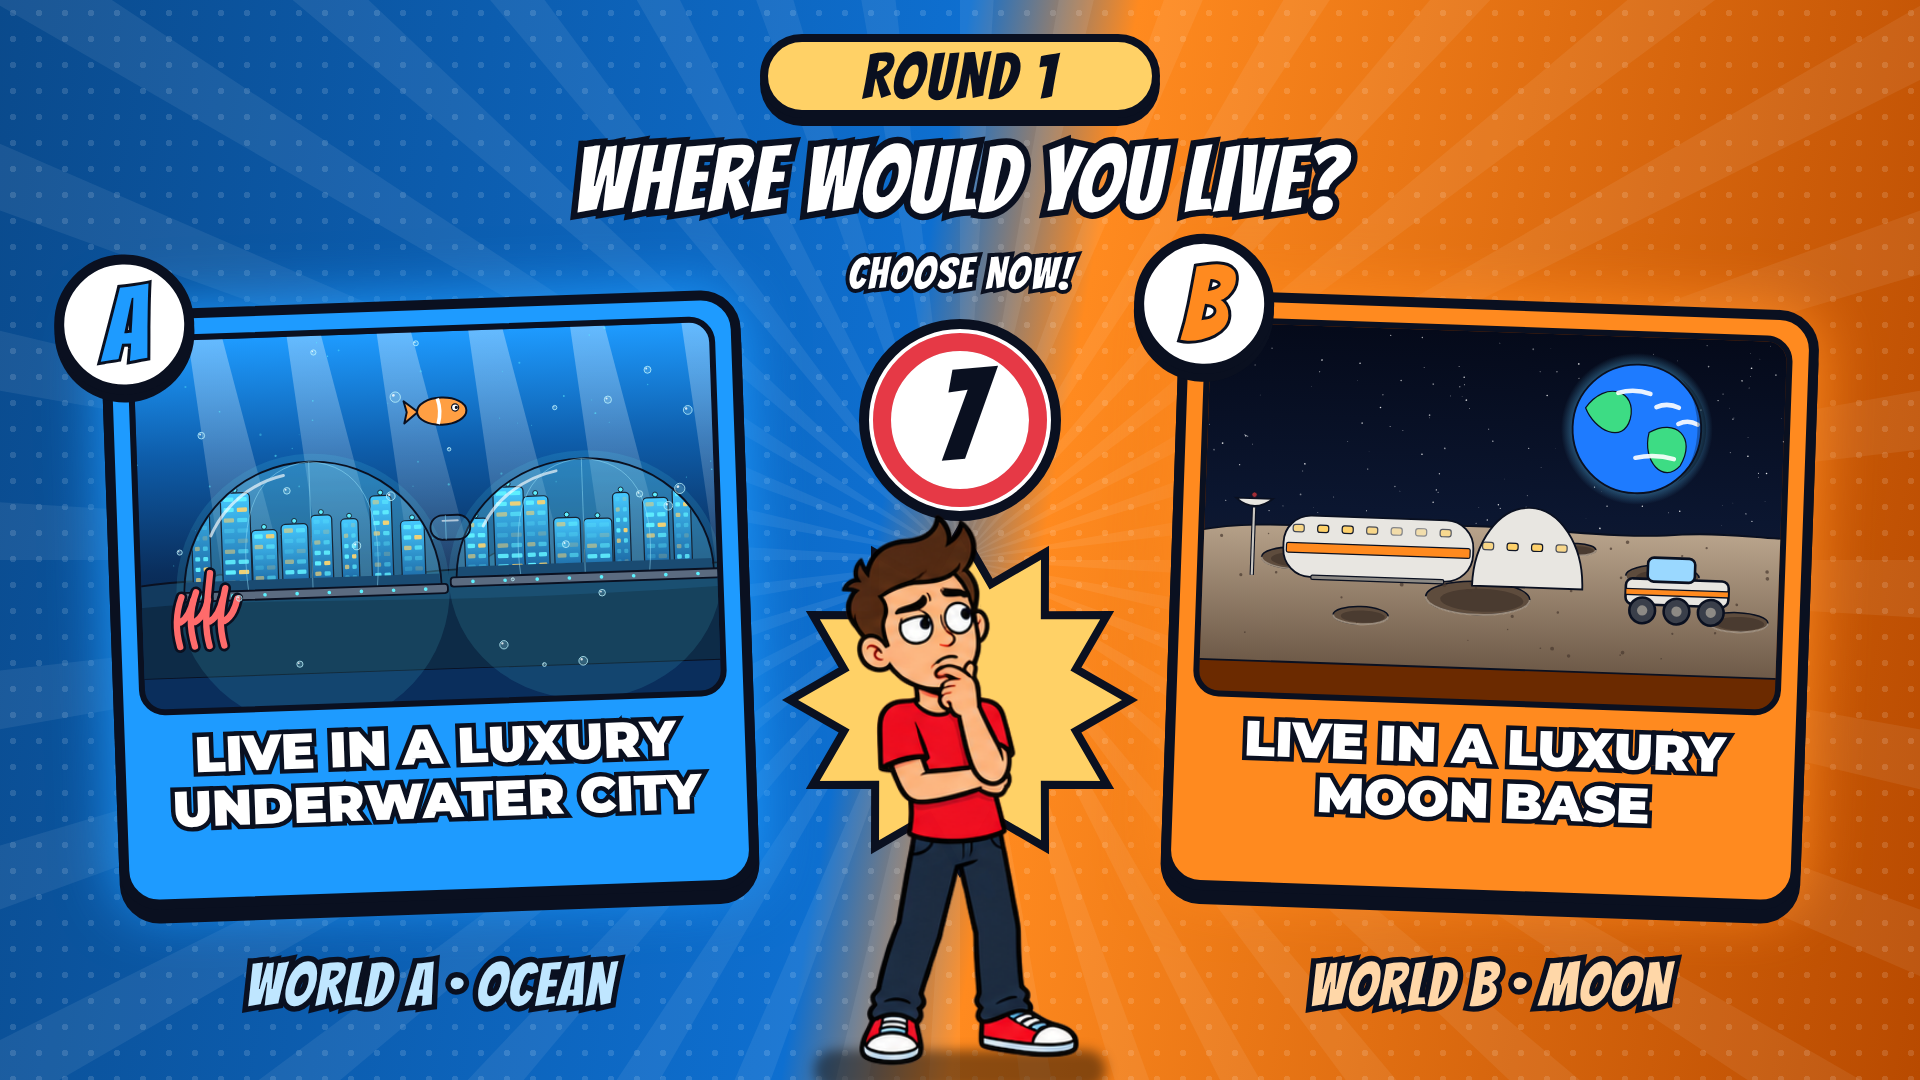 ROUND 1
WHERE WOULD YOU LIVE?
CHOOSE NOW!
A
B
7
LIVE IN A LUXURY
UNDERWATER CITY
LIVE IN A LUXURY
MOON BASE
WORLD A • OCEAN
WORLD B • MOON